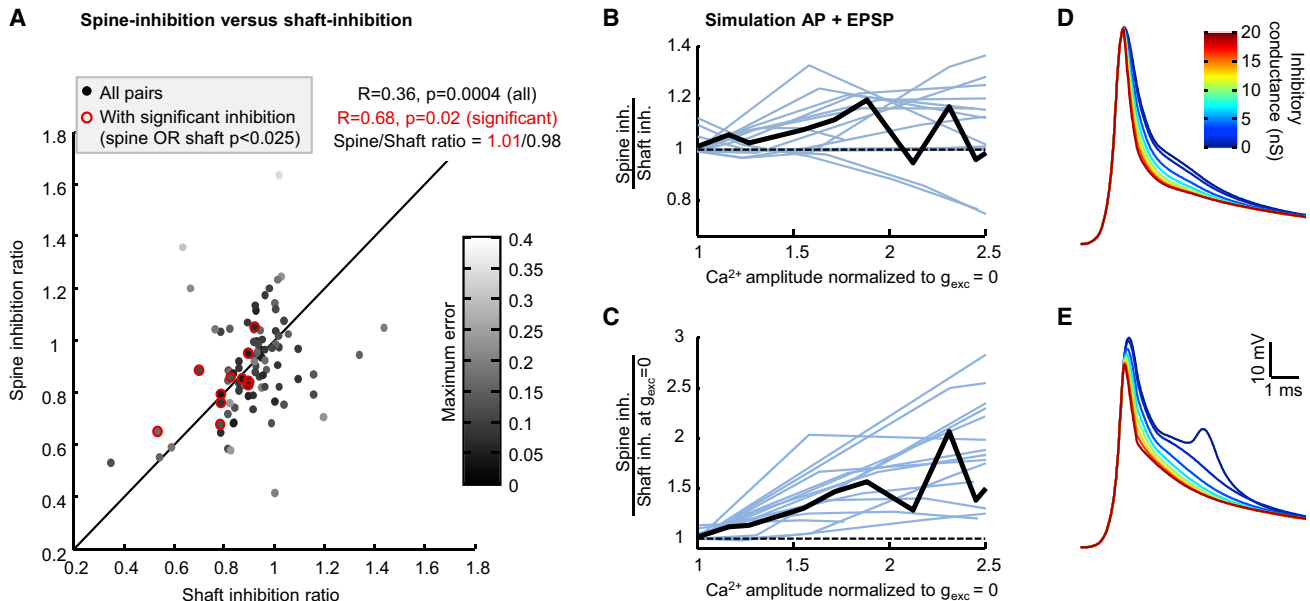 A Spine-inhibition versus shaft-inhibition
All pairs
With significant inhibition
(spine OR shaft p<0.025)
R=0.36, p=0.0004 (all)
R=0.68, p=0.02 (significant)
Spine/Shaft ratio = 1.01/0.98
1.8
1.6
1.4
1.2
1
0.8
0.6
0.4
0.2
Spine inhibition ratio
0.2 0.4 0.6 0.8 1.0 1.2 1.4 1.6 1.8
Shaft inhibition ratio
Maximum error
0.4
0.35
0.3
0.25
0.2
0.15
0.1
0.05
0
B Simulation AP + EPSP
Spine inh.
Shaft inh.
1.4
1.2
1
0.8
1 1.5 2 2.5
Ca2+ amplitude normalized to gexc = 0
C
Spine inh.
Shaft inh. at gexc=0
3
2.5
2
1.5
1
1 1.5 2 2.5
Ca2+ amplitude normalized to gexc = 0
D
20
15
10
5
0
Inhibitory
conductance (nS)
E
10 mV
1 ms